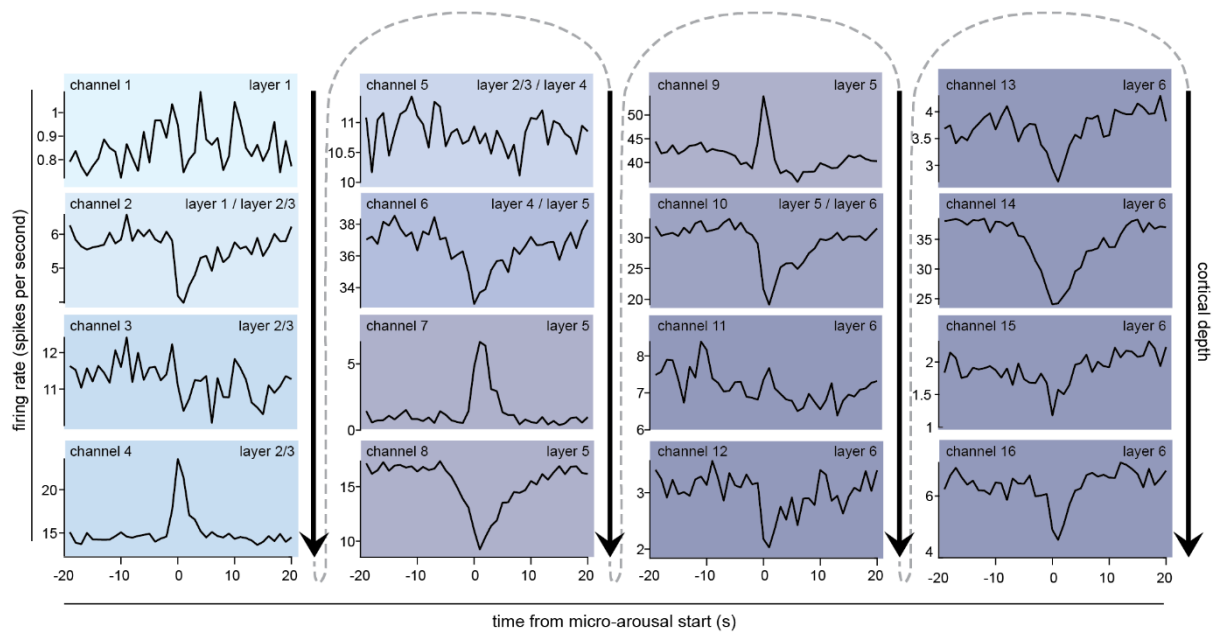 firing rate (spikes per second)
channel 1 layer 1
1
0.9
0.8
channel 2 layer 1 / layer 2/3
6
5
channel 3 layer 2/3
12
11
channel 4 layer 2/3
20
15
-20 -10 0 10 20
channel 5 layer 2/3 / layer 4
11
10.5
10
channel 6 layer 4 / layer 5
38
36
34
channel 7 layer 5
5
0
channel 8 layer 5
15
10
-20 -10 0 10 20
channel 9 layer 5
50
45
40
channel 10 layer 5 / layer 6
30
25
20
channel 11 layer 6
8
7
6
channel 12 layer 6
3
2
-20 -10 0 10 20
channel 13 layer 6
4
3.5
3
channel 14 layer 6
35
30
25
channel 15 layer 6
2
1.5
1
channel 16 layer 6
6
4
-20 -10 0 10 20
cortical depth
time from micro-arousal start (s)